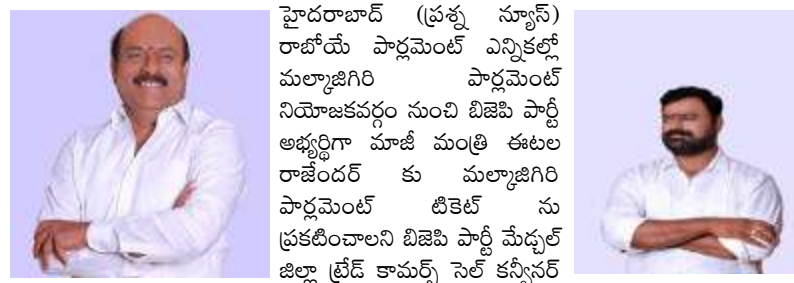 హైదరాబాద్ (ప్రశ్న న్యూస్)
రాబోయే పార్లమెంట్ ఎన్నికల్లో
మల్కాజిగిరి పార్లమెంట్
నియోజకవర్గం నుంచి బిజెపి పార్టీ
అభ్యర్థిగా మాజీ మంత్రి ఈటల
రాజేందర్ కు మల్కాజిగిరి
పార్లమెంట్ టికెట్ ను
ప్రకటించాలని బిజెపి పార్టీ మేడ్చల్
జిల్లా ట్రేడ్ కామర్స్ సెల్ కన్వీనర్